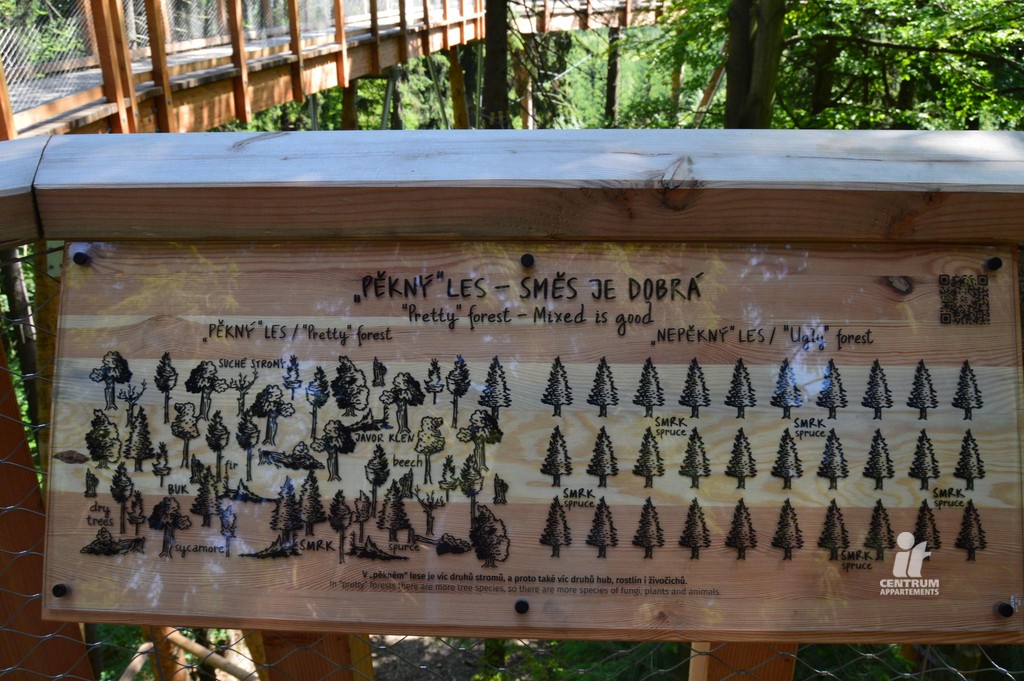 „PĚKNÝ“ LES – SMĚS JE DOBRÁ
"Pretty" forest – Mixed is good
„PĚKNÝ“ LES / "Pretty" forest
„NEPĚKNÝ“ LES / "Ugly" forest
SUCHÉ STROMY
JAVOR KLEN
beech
fir
BUK
dry
trees
sycamore
SMRK
spurce
SMRK
spruce
SMRK
spruce
SMRK
spruce
SMRK
spruce
SMRK
spruce
V „pěkném“ lese je víc druhů stromů, a proto také víc druhů hub, rostlin i živočichů.
In "pretty" forests there are more tree species, so there are more species of fungi, plants and animals.
it
CENTRUM
APPARTEMENTS